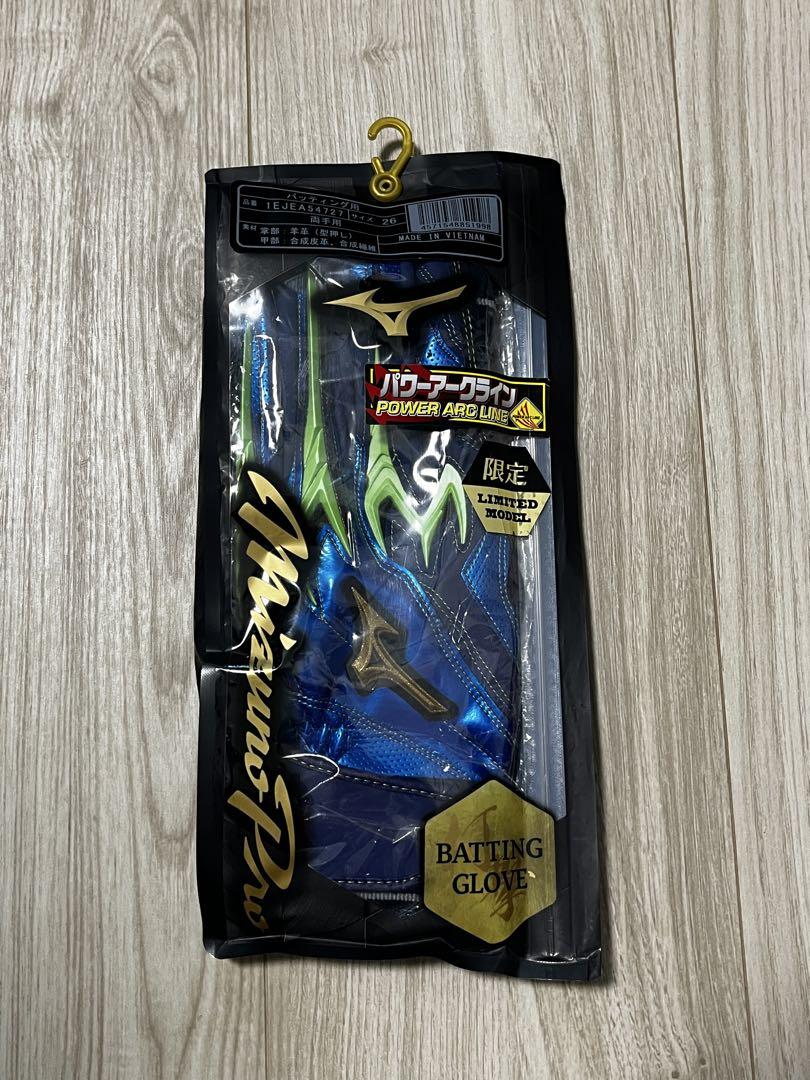 バッティング用
品番 1EJEA54727 サイズ 26
両手用
素材 掌部：羊革（型押し）
甲部：合成皮革、合成繊維
4571548851998
MADE IN VIETNAM
パワーアークライン
POWER ARC LINE
限定
LIMITED
MODEL
Mizuno Pro
BATTING
GLOVE